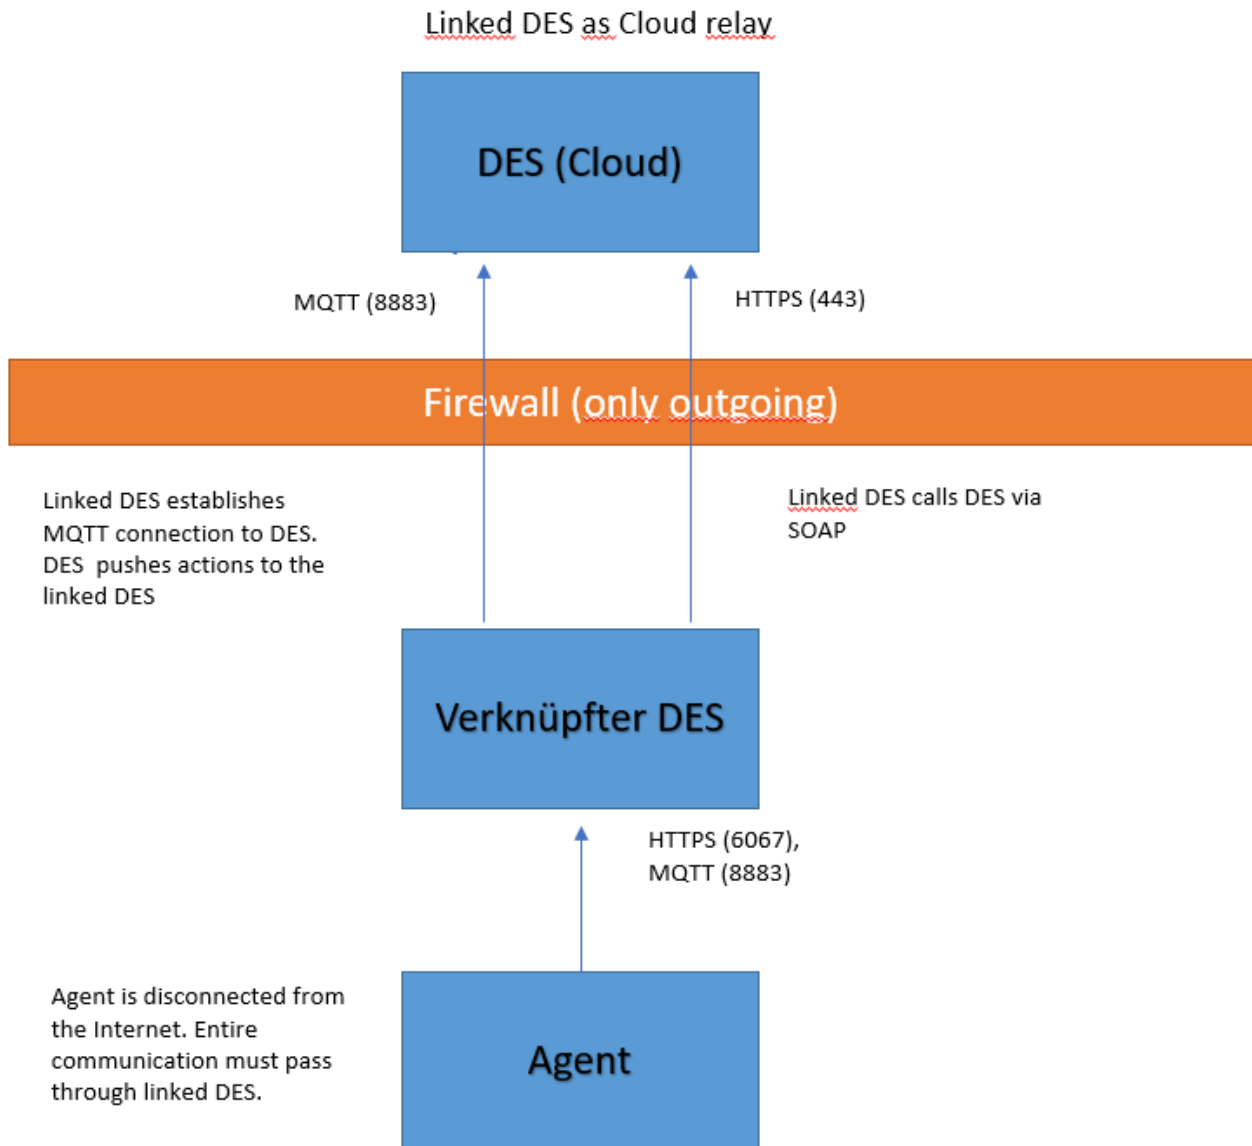 Linked DES as Cloud relay
DES (Cloud)
MQTT (8883)
HTTPS (443)
Firewall (only outgoing)
Linked DES establishes
MQTT connection to DES.
DES  pushes actions to the
linked DES
Linked DES calls DES via
SOAP
Verknüpfter DES
HTTPS (6067),
MQTT (8883)
Agent is disconnected from
the Internet. Entire
communication must pass
through linked DES.
Agent